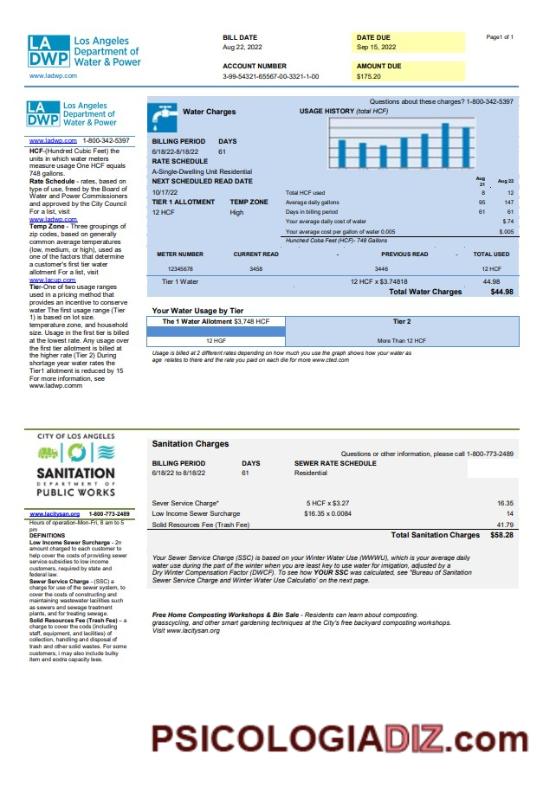 LA
DWP
Los Angeles
Department of
Water & Power
www.ladwp.com
BILL DATE
Aug 22, 2022
DATE DUE
Sep 15, 2022
Page1 of 1
ACCOUNT NUMBER
3-99-54321-65567-00-3321-1-00
AMOUNT DUE
$175.20
LA
DWP
Los Angeles
Department of
Water & Power
www.ladwp.com 1-800-342-5397
HCF-(Hundred Cubic Feet) the
units in which water meters
measure usage One HCF equals
748 gallons.
Rate Schedule - rates, based on
type of use, freed by the Board of
Water and Power Commissioners
and approved by the City Council
For a list, visit
www.ladwp.com
Temp Zone - Three groupings of
zip codes, based on generally
common average temperatures
(low, medium, or high), used as
one of the factors that determine
a customer's first tier water
allotment For a list, visit
www.lacup.com
Tier-One of two usage ranges
used in a pricing method that
provides an incentive to conserve
water The first usage range (Tier
1) is based on lot size.
temperature zone, and household
size. Usage in the first tier is billed
at the lowest rate. Any usage over
the first tier allotment is billed at
the higher rate (Tier 2) During
shortage year water rates the
Tier1 allotment is reduced by 15
For more information, see
www.ladwp.comm
Questions about these charges? 1-800-342-5397
Water Charges
USAGE HISTORY (total HCF)
BILLING PERIOD DAYS
6/18/22-8/18/22 61
RATE SCHEDULE
A-Single-Dwelling Unit Residential
NEXT SCHEDULED READ DATE
10/17/22
TIER 1 ALLOTMENT TEMP ZONE
12 HCF High
Aug 21 Aug 22
Total HCF used 8 12
Average daily gallons 95 147
Days in billing period 61 61
Your average daily cost of water $.74
Your average cost per gallon of water 0.005 $.005
Hundred Coba Feet (HCF)- 748 Gallons
METER NUMBER CURRENT READ - PREVIOUS READ - TOTAL USED
12345678 3458 3446 12 HCF
Tier 1 Water 12 HCF x $3.74818 44.98
Total Water Charges $44.98
Your Water Usage by Tier
The 1 Water Allotment $3,748 HCF Tier 2
12 HGF More Than 12 HCF
Usage is billed at 2 different rates depending on how much you use the graph shows how your water as
age relates to there and the rate you paid on each die for more www.cted.com
CITY OF LOS ANGELES
SANITATION
DEPARTMENT OF
PUBLIC WORKS
www.lacitysan.org 1-800-773-2489
Hours of operation-Mon-Fri, 8 am to 5
pm
DEFINITIONS
Low Income Sewer Surcharge - 2n
amount charged to each customer to
help cover the costs of providing sewer
service subsidies to low income
customers, required by state and
federal law.
Sewer Service Charge - (SSC) a
charge for use of the sewer system, to
cover the costs of constructing and
maintaining wastewater facilities such
as sewers and sewage treatment
plants, and for treating sewage.
Solid Resources Fee (Trash Fee) – a
charge to cover the cods (including
staff, equipment, and facilities) of
collection, handling and disposal of
trash and other solid wastes. For some
customers, i may also include bulky
item and exdra capacity fees.
Sanitation Charges
Questions or other information, please call 1-800-773-2489
BILLING PERIOD DAYS SEWER RATE SCHEDULE
6/18/22 to 8/18/22 61 Residential
Sever Service Charge* 5 HCF x $3.27 16.35
Low Income Sewer Surcharge $16.35 x 0.0084 14
Solid Resources Fee (Trash Fee) 41.79
Total Sanitation Charges $58.28
Your Sewer Service Charge (SSC) is based on your Winter Water Use (WWWU), which is your average daily
water use during the part of the winter when you are least key to use water for irrigation, adjusted by a
Dry Winter Compensation Factor (DWCF). To see how YOUR SSC was calculated, see "Bureau of Sanitation
Sewer Service Charge and Winter Water Use Calculatio' on the next page.
Free Home Composting Workshops & Bin Sale - Residents can learn about composting.
grasscycling, and other smart gardening techniques at the City's free backyard composting workshops.
Visit www.lacitysan.org
PSICOLOGIADIZ.com